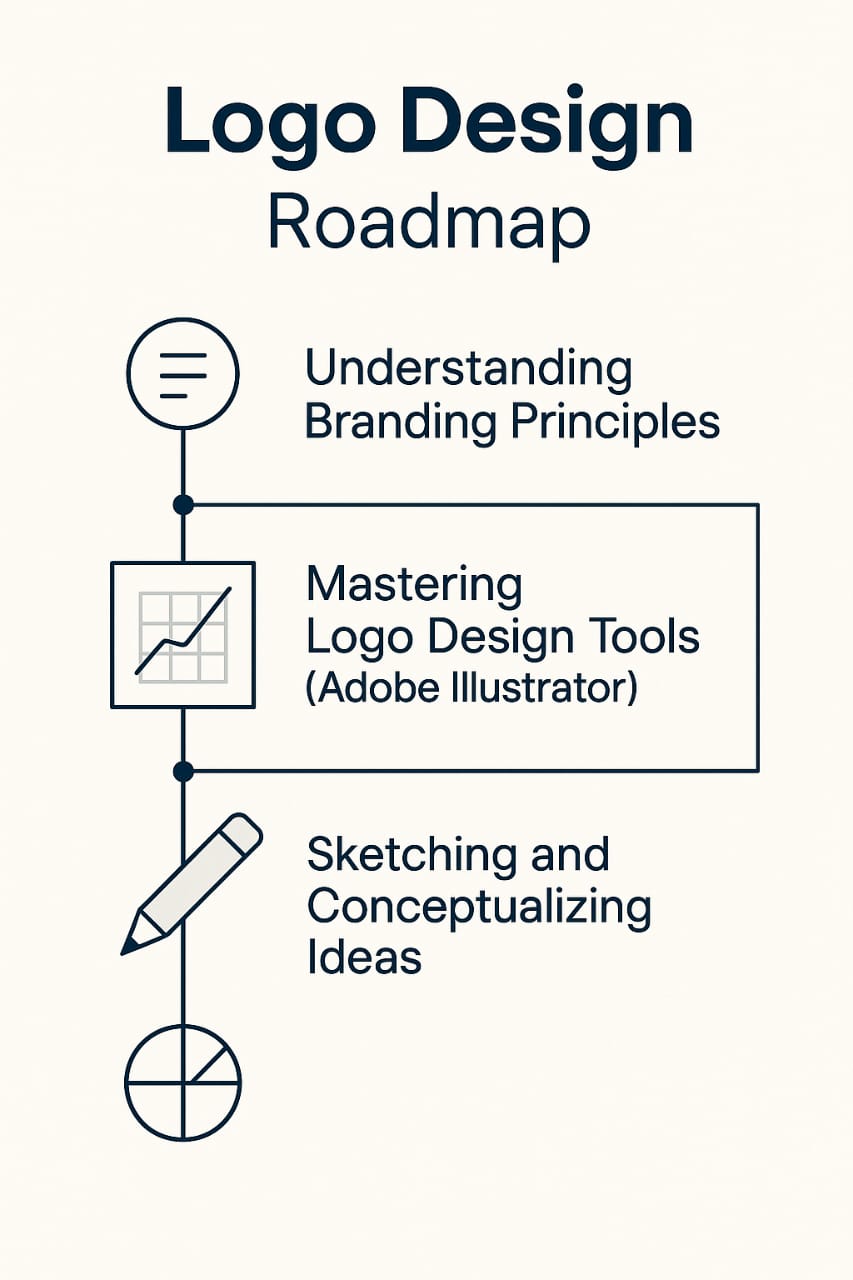 Logo Design
Roadmap
Understanding
Branding Principles
Mastering
Logo Design Tools
(Adobe Illustrator)
Sketching and
Conceptualizing
Ideas